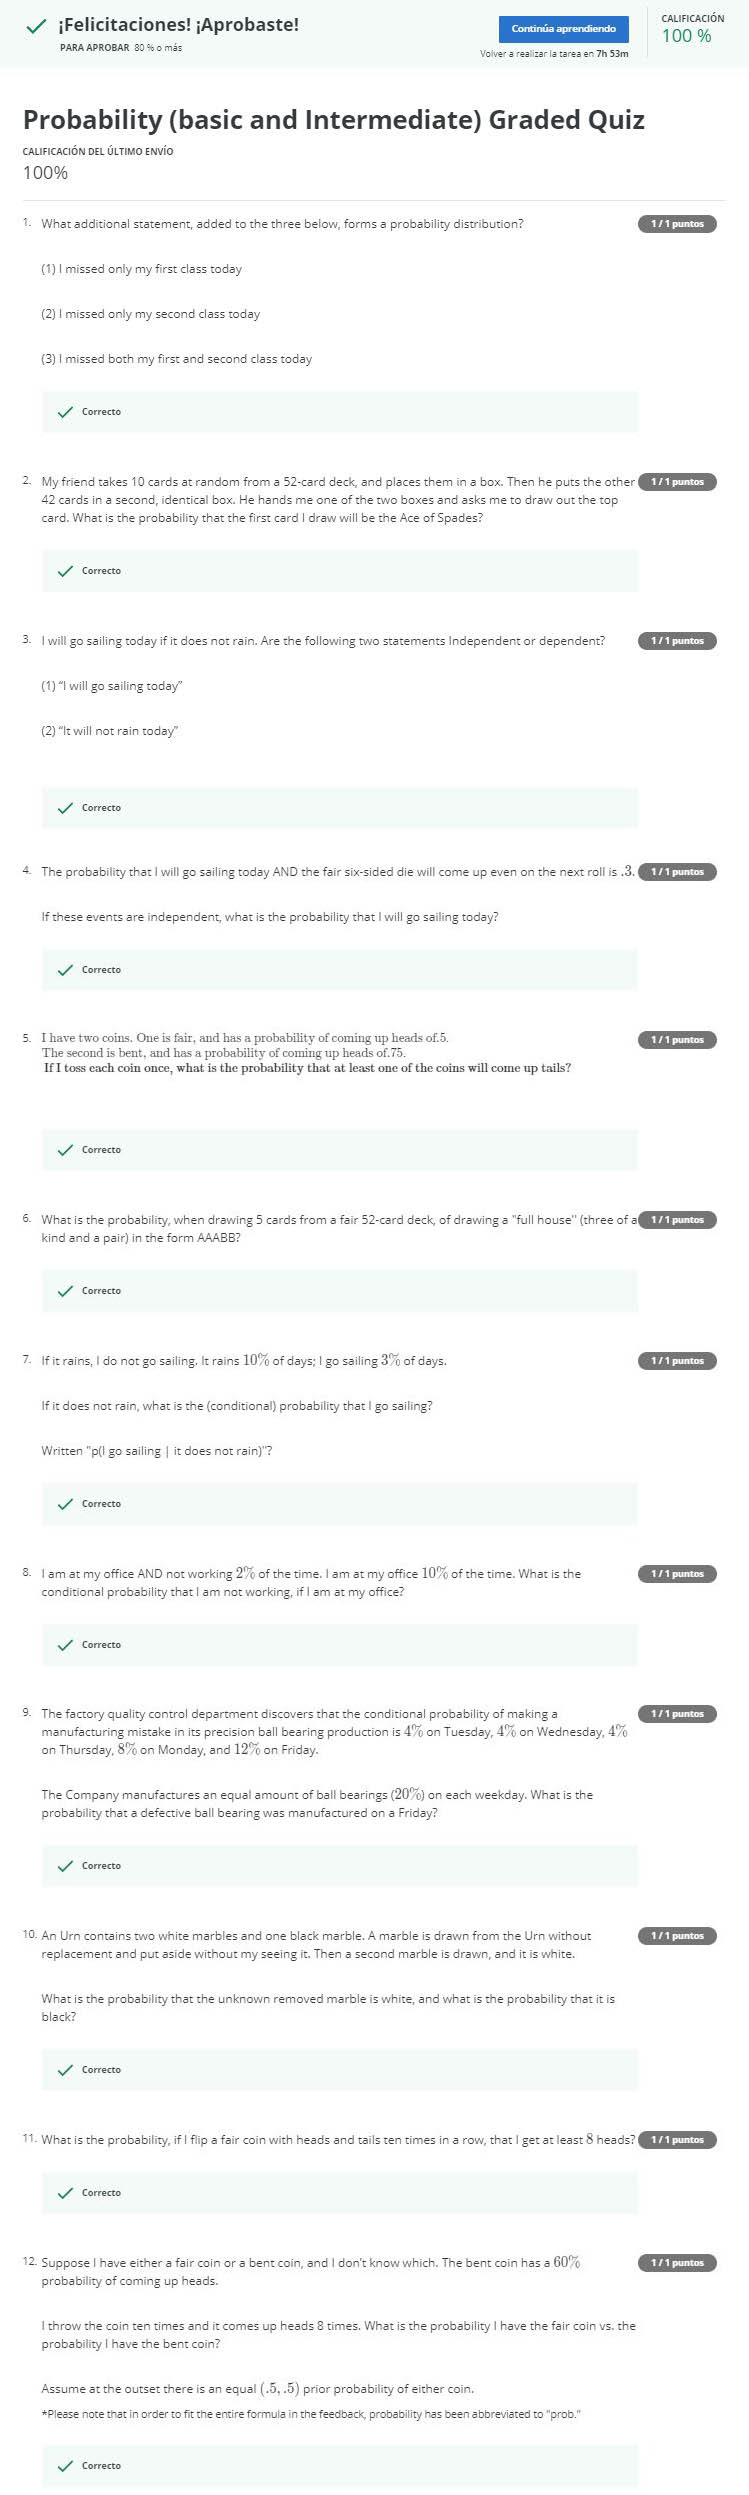 ¡Felicitaciones! ¡Aprobaste!
PARA APROBAR 80 % o más
Continúa aprendiendo
Volver a realizar la tarea en 7h 53m
CALIFICACIÓN
100 %
Probability (basic and Intermediate) Graded Quiz
CALIFICACIÓN DEL ÚLTIMO ENVÍO
100%
1. What additional statement, added to the three below, forms a probability distribution?
1 / 1 puntos
(1) I missed only my first class today
(2) I missed only my second class today
(3) I missed both my first and second class today
Correcto
2. My friend takes 10 cards at random from a 52-card deck, and places them in a box. Then he puts the other
1 / 1 puntos
42 cards in a second, identical box. He hands me one of the two boxes and asks me to draw out the top
card. What is the probability that the first card I draw will be the Ace of Spades?
Correcto
3. I will go sailing today if it does not rain. Are the following two statements Independent or dependent?
1 / 1 puntos
(1) “I will go sailing today”
(2) “It will not rain today”
Correcto
4. The probability that I will go sailing today AND the fair six-sided die will come up even on the next roll is .3.
1 / 1 puntos
If these events are independent, what is the probability that I will go sailing today?
Correcto
5. I have two coins. One is fair, and has a probability of coming up heads of.5.
1 / 1 puntos
The second is bent, and has a probability of coming up heads of.75.
If I toss each coin once, what is the probability that at least one of the coins will come up tails?
Correcto
6. What is the probability, when drawing 5 cards from a fair 52-card deck, of drawing a "full house" (three of a
1 / 1 puntos
kind and a pair) in the form AAABB?
Correcto
7. If it rains, I do not go sailing. It rains 10% of days; I go sailing 3% of days.
1 / 1 puntos
If it does not rain, what is the (conditional) probability that I go sailing?
Written "p(I go sailing | it does not rain)"?
Correcto
8. I am at my office AND not working 2% of the time. I am at my office 10% of the time. What is the
1 / 1 puntos
conditional probability that I am not working, if I am at my office?
Correcto
9. The factory quality control department discovers that the conditional probability of making a
1 / 1 puntos
manufacturing mistake in its precision ball bearing production is 4% on Tuesday, 4% on Wednesday, 4%
on Thursday, 8% on Monday, and 12% on Friday.
The Company manufactures an equal amount of ball bearings (20%) on each weekday. What is the
probability that a defective ball bearing was manufactured on a Friday?
Correcto
10. An Urn contains two white marbles and one black marble. A marble is drawn from the Urn without
1 / 1 puntos
replacement and put aside without my seeing it. Then a second marble is drawn, and it is white.
What is the probability that the unknown removed marble is white, and what is the probability that it is
black?
Correcto
11. What is the probability, if I flip a fair coin with heads and tails ten times in a row, that I get at least 8 heads?
1 / 1 puntos
Correcto
12. Suppose I have either a fair coin or a bent coin, and I don't know which. The bent coin has a 60%
1 / 1 puntos
probability of coming up heads.
I throw the coin ten times and it comes up heads 8 times. What is the probability I have the fair coin vs. the
probability I have the bent coin?
Assume at the outset there is an equal (.5, .5) prior probability of either coin.
*Please note that in order to fit the entire formula in the feedback, probability has been abbreviated to "prob."
Correcto